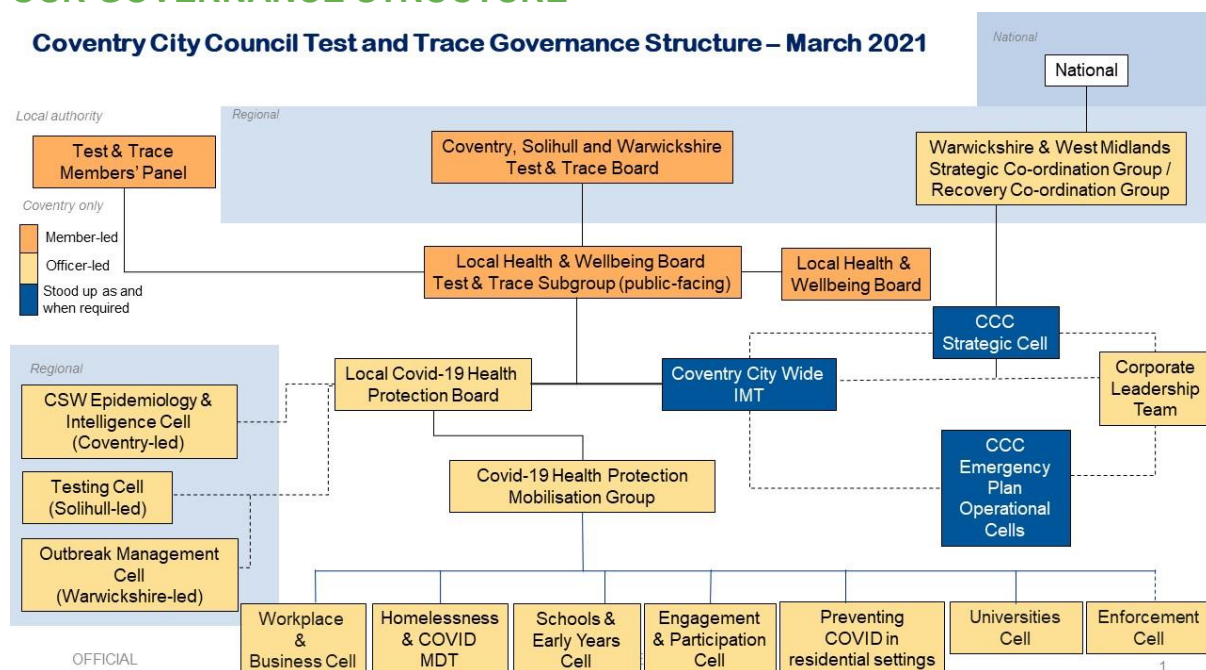 OUR GOVERNANCE STRUCTURE
Coventry City Council Test and Trace Governance Structure – March 2021
National
National
Local authority
Regional
Test & Trace
Members' Panel
Coventry, Solihull and Warwickshire
Test & Trace Board
Warwickshire & West Midlands
Strategic Co-ordination Group /
Recovery Co-ordination Group
Coventry only
Member-led
Officer-led
Stood up as and
when required
Local Health & Wellbeing Board
Test & Trace Subgroup (public-facing)
Local Health &
Wellbeing Board
CCC
Strategic Cell
Regional
CSW Epidemiology &
Intelligence Cell
(Coventry-led)
Local Covid-19 Health
Protection Board
Coventry City Wide
IMT
Corporate
Leadership
Team
Testing Cell
(Solihull-led)
Covid-19 Health Protection
Mobilisation Group
CCC
Emergency
Plan
Operational
Cells
Outbreak Management
Cell
(Warwickshire-led)
Workplace
&
Business Cell
Homelessness
& COVID
MDT
Schools &
Early Years
Cell
Engagement
& Participation
Cell
Preventing
COVID in
residential settings
Universities
Cell
Enforcement
Cell
OFFICIAL
1